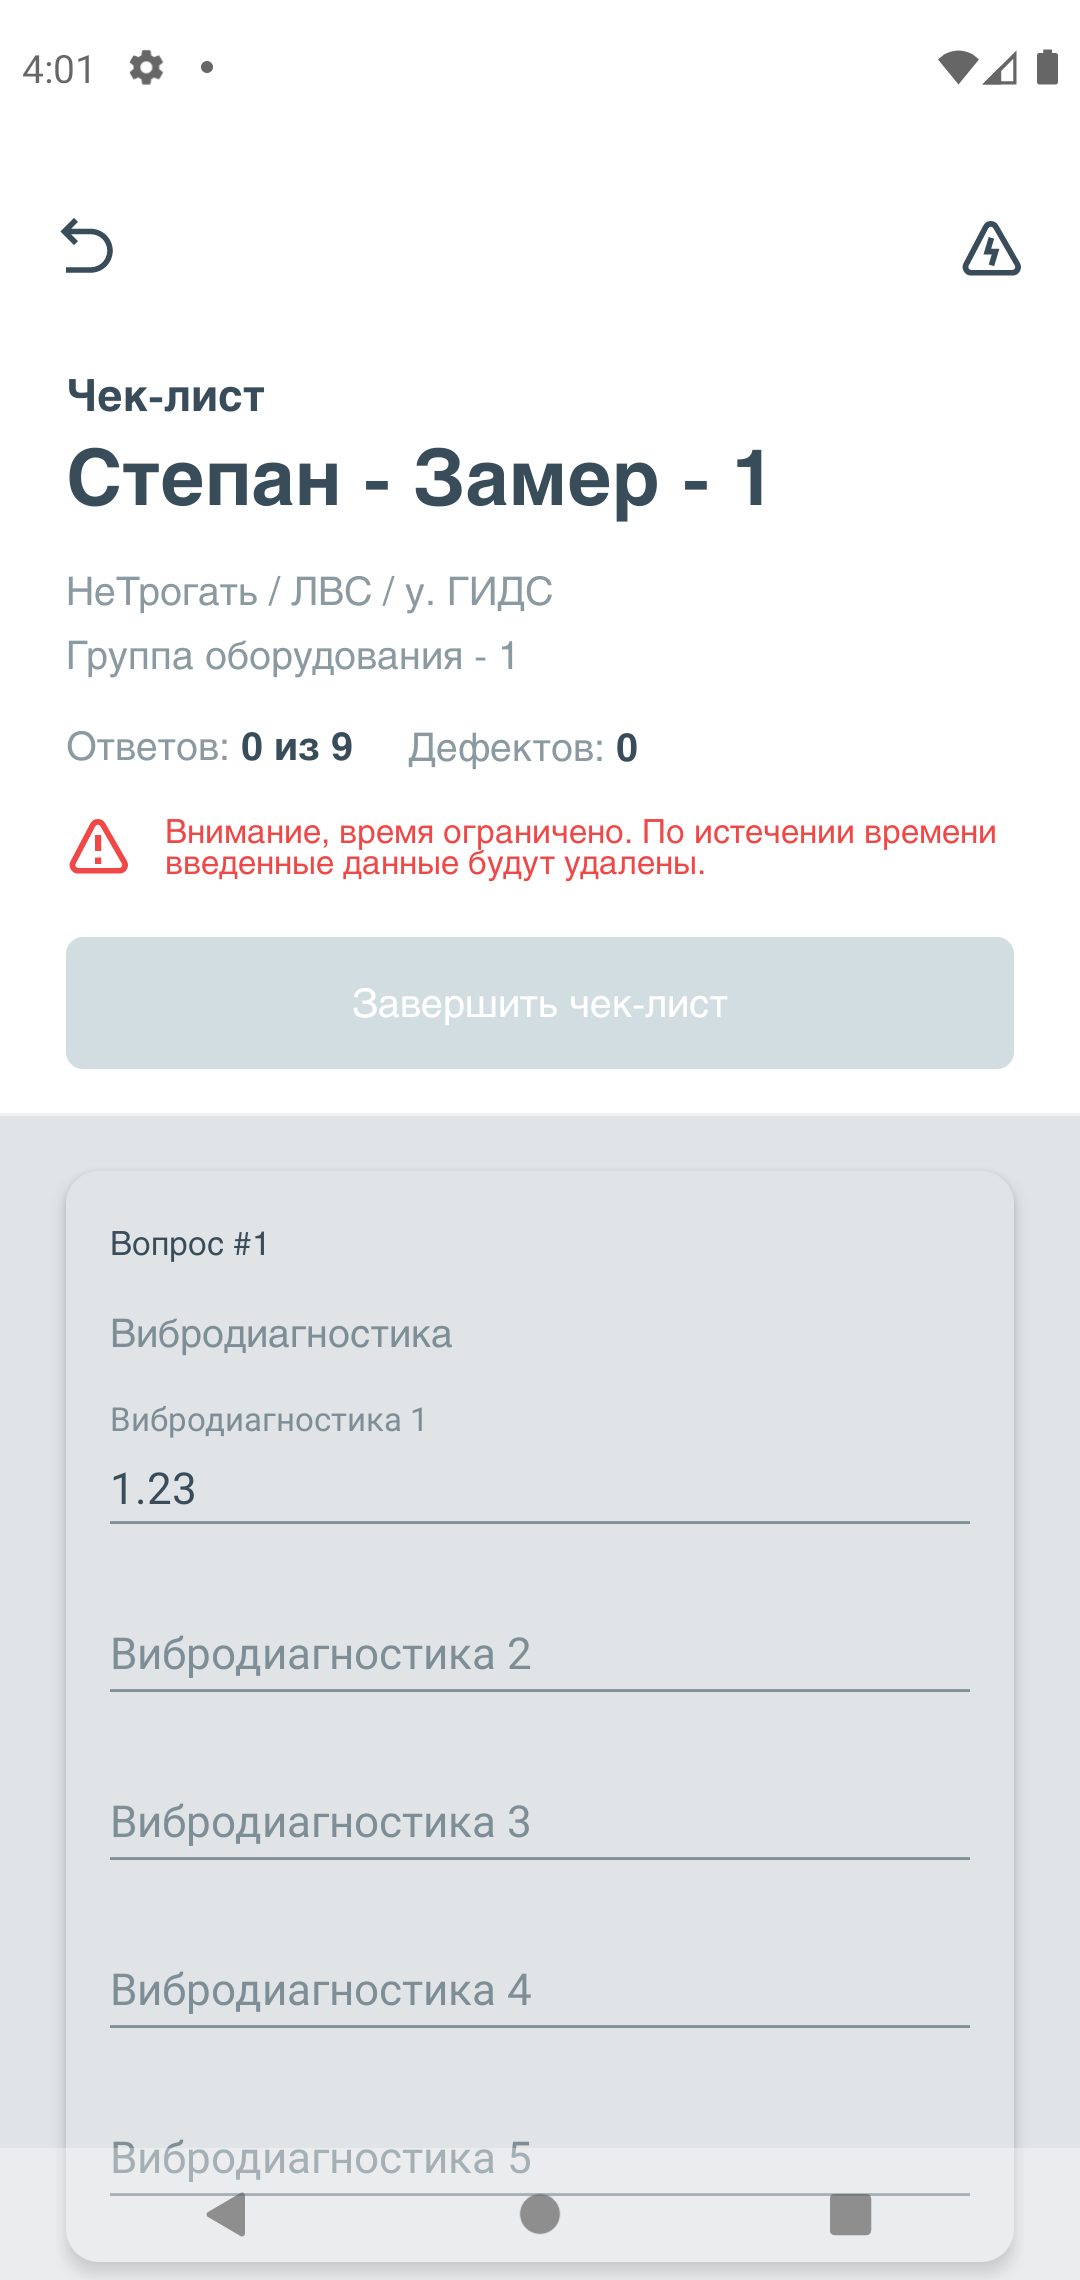 4:01
Чек-лист
Степан - Замер - 1
НеТрогать / ЛВС / у. ГИДС
Группа оборудования - 1
Ответов: 0 из 9 Дефектов: 0
Внимание, время ограничено. По истечении времени
введенные данные будут удалены.
Завершить чек-лист
Вопрос #1
Вибродиагностика
Вибродиагностика 1
1.23
Вибродиагностика 2
Вибродиагностика 3
Вибродиагностика 4
Вибродиагностика 5